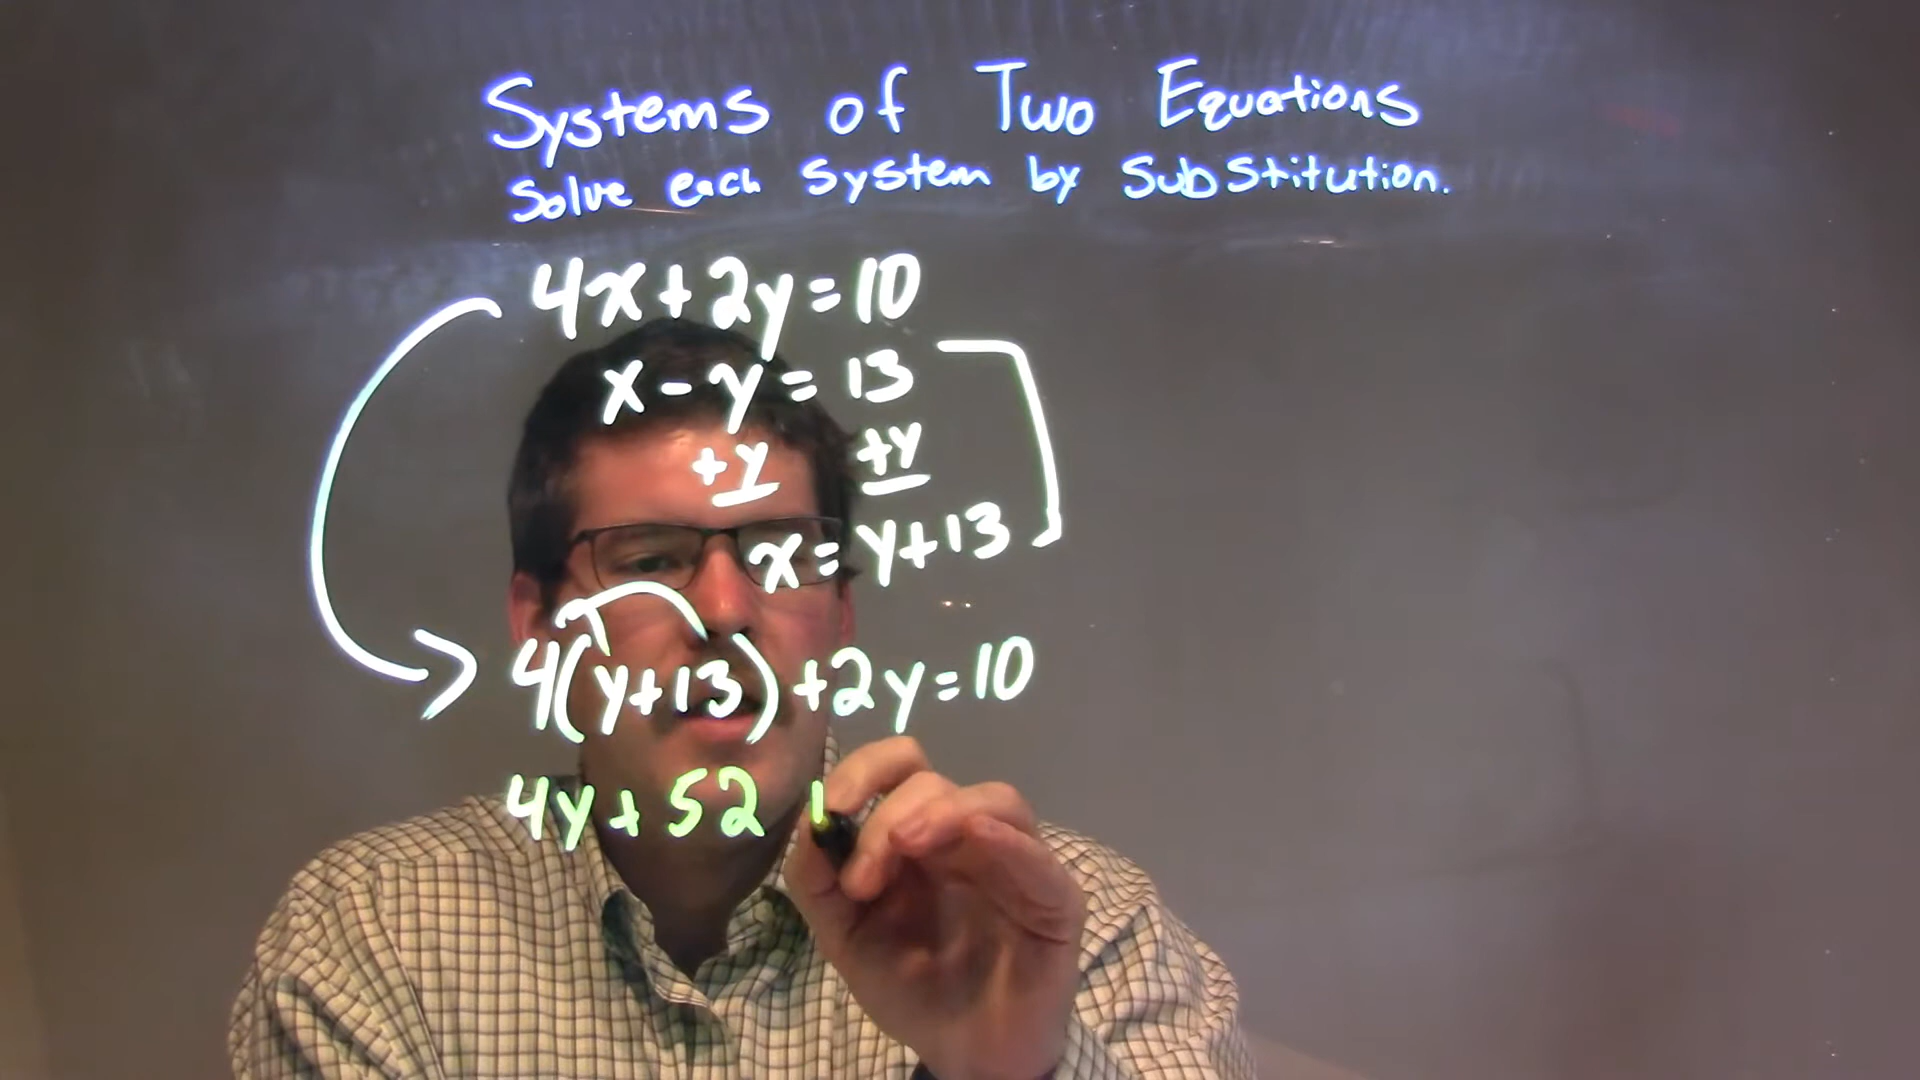 Systems of Two Equations
Solve each system by Substitution.
4x+2y=10
x-y=13
+y +y
x=y+13
4(y+13)+2y=10
4y+52